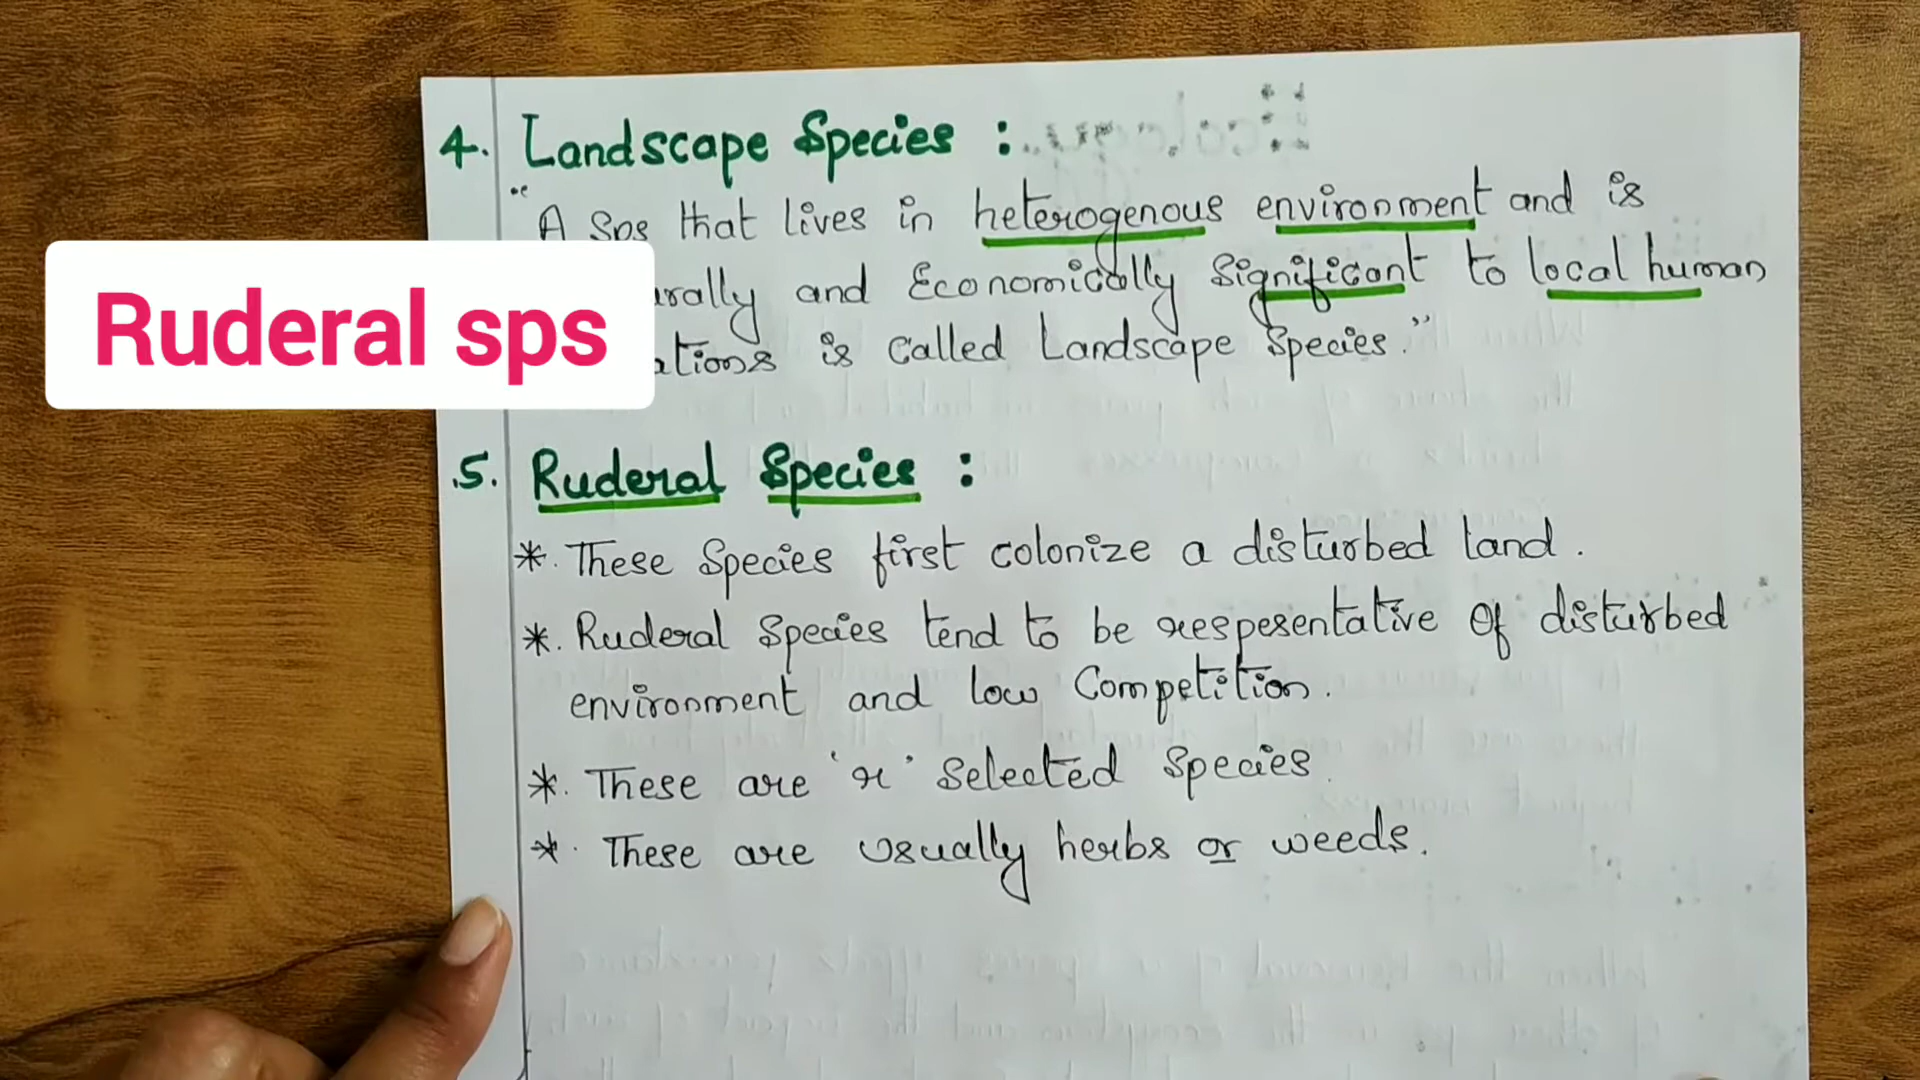 4. Landscape Species :
"A sps that lives in heterogenous environment and is
Ruderal sps
urally and Economically Significant to local human
ations is called Landscape Species."
5. Ruderal Species :
*. These Species first colonize a disturbed land.
*. Ruderal Species tend to be respesentative of disturbed
environment and low Competition.
*. These are 'r' Selected Species.
*. These are usually herbs or weeds.